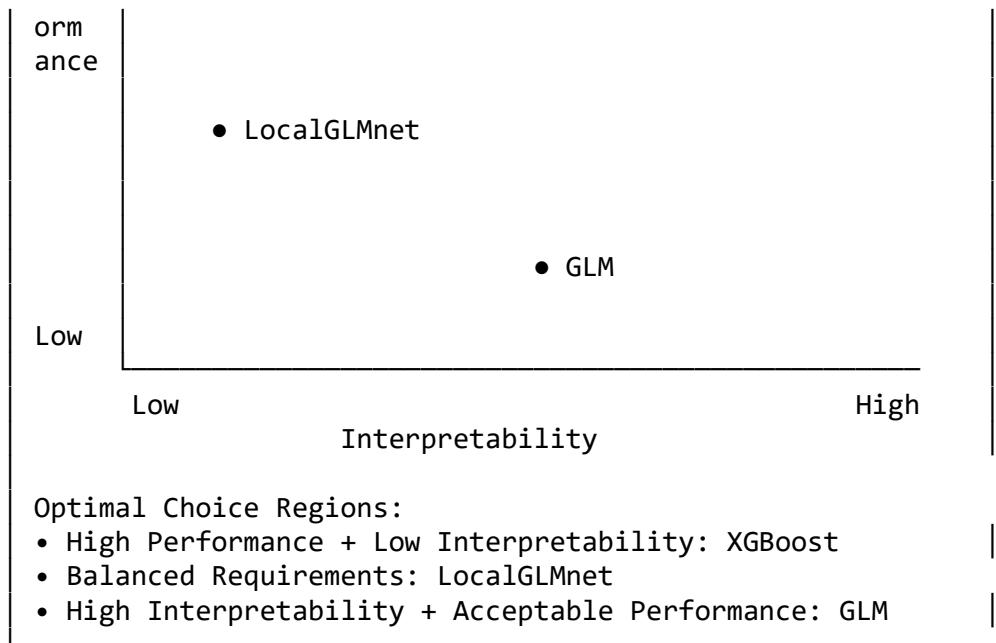 orm
ance
● LocalGLMnet
● GLM
Low
Low High
Interpretability
Optimal Choice Regions:
• High Performance + Low Interpretability: XGBoost
• Balanced Requirements: LocalGLMnet
• High Interpretability + Acceptable Performance: GLM